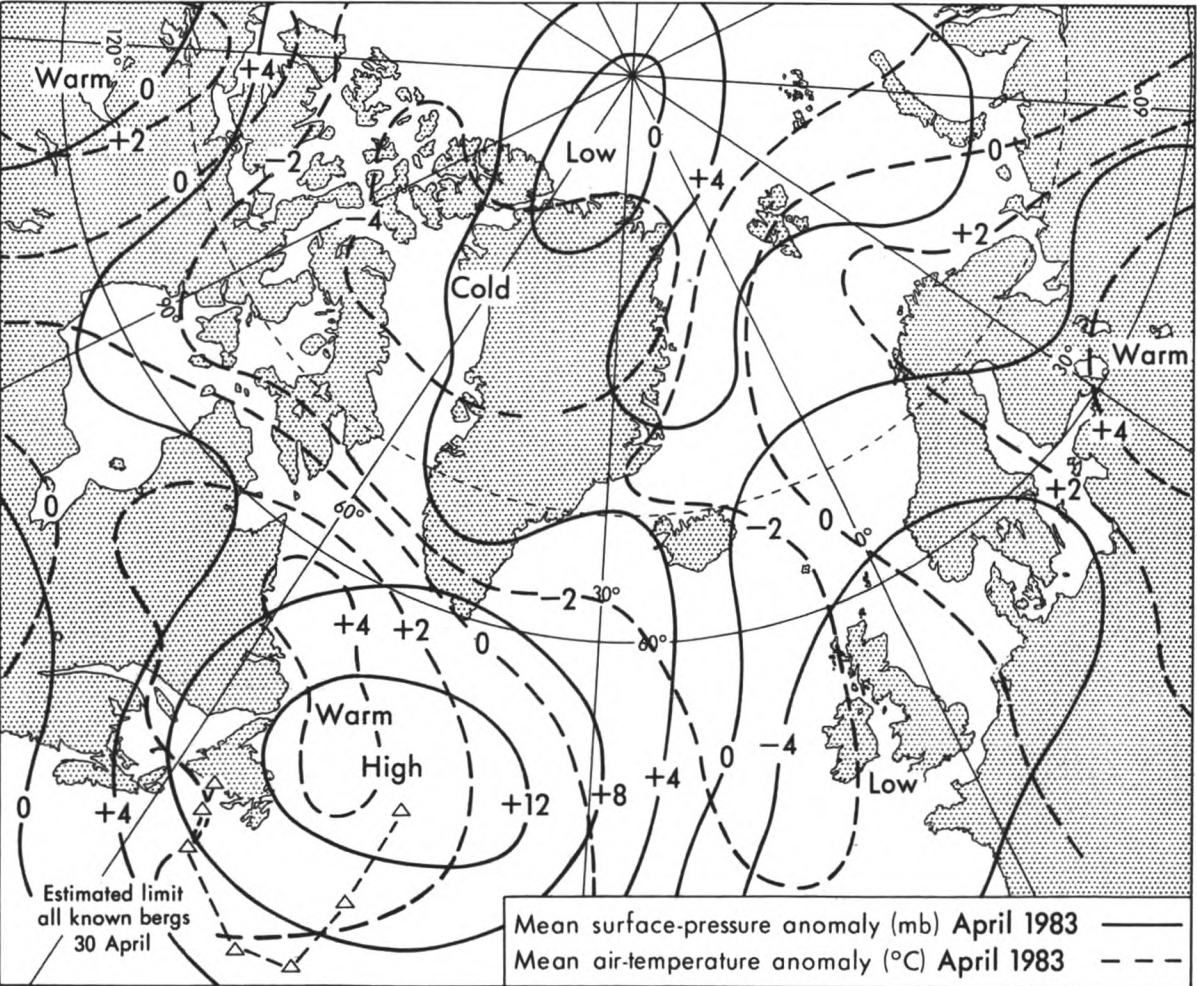 120°
Warm
0
+4
+2
-2
0
Low
0
+4
60°
0
-4
+2
Cold
30°
Warm
+4
+2
0
60°
-2
0
0°
-2
30°
60°
+4
+2
0
Warm
High
+12
+8
+4
0
-4
Low
0
+4
Estimated limit
all known bergs
30 April
Mean surface-pressure anomaly (mb) April 1983
Mean air-temperature anomaly (°C) April 1983